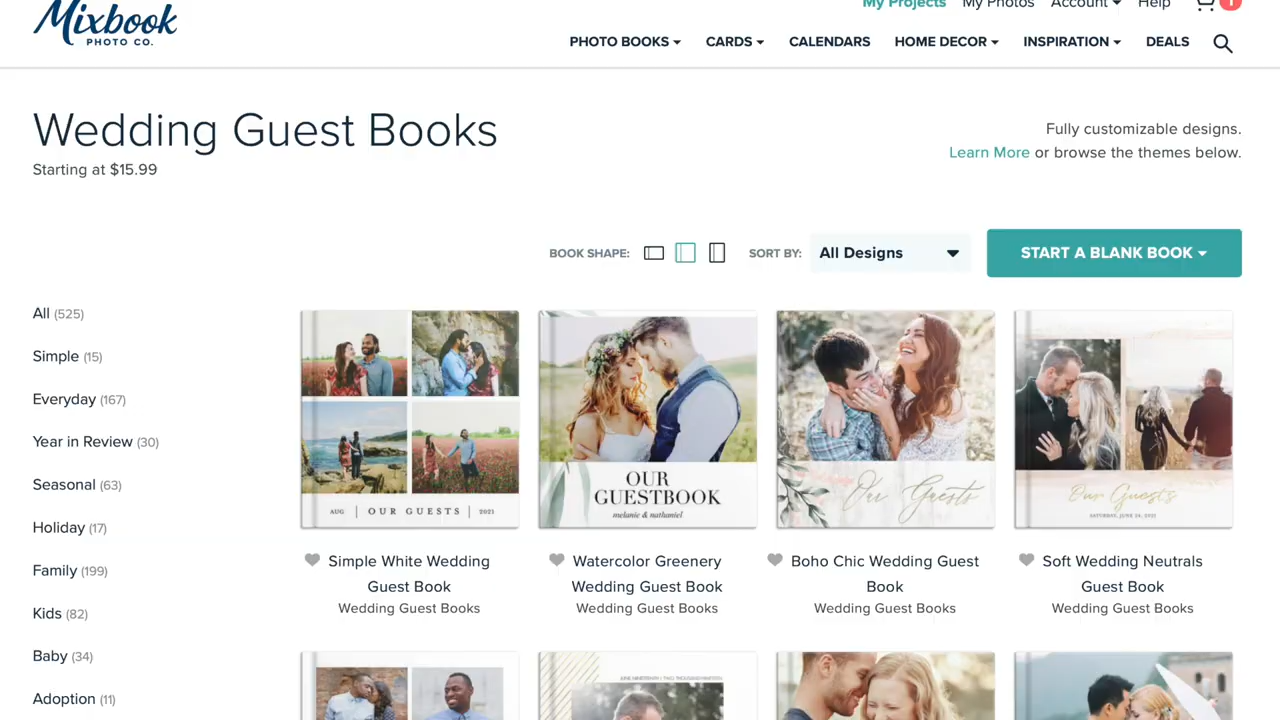 Mixbook
PHOTO CO.
My Projects My Photos Account Help 1
PHOTO BOOKS CARDS CALENDARS HOME DECOR INSPIRATION DEALS
Wedding Guest Books
Starting at $15.99
Fully customizable designs.
Learn More or browse the themes below.
BOOK SHAPE: SORT BY: All Designs START A BLANK BOOK
All (525)
Simple (15)
Everyday (167)
Year in Review (30)
Seasonal (63)
Holiday (17)
Family (199)
Kids (82)
Baby (34)
Adoption (11)
AUG | OUR GUESTS | 2021
OUR
GUESTBOOK
melanie & nathaniel
Our Guests
Our Guests
SATURDAY, JUNE 24, 2021
Simple White Wedding
Guest Book
Wedding Guest Books
Watercolor Greenery
Wedding Guest Book
Wedding Guest Books
Boho Chic Wedding Guest
Book
Wedding Guest Books
Soft Wedding Neutrals
Guest Book
Wedding Guest Books